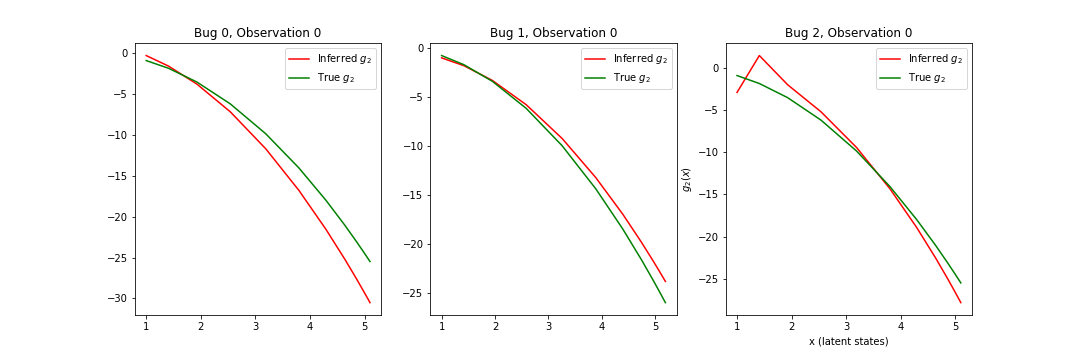 Bug 0, Observation 0
Inferred g₂
True g₂
0
−5
−10
−15
−20
−25
−30
1 2 3 4 5
Bug 1, Observation 0
Inferred g₂
True g₂
0
−5
−10
−15
−20
−25
1 2 3 4 5
Bug 2, Observation 0
Inferred g₂
True g₂
g₂(x)
0
−5
−10
−15
−20
−25
1 2 3 4 5
x (latent states)